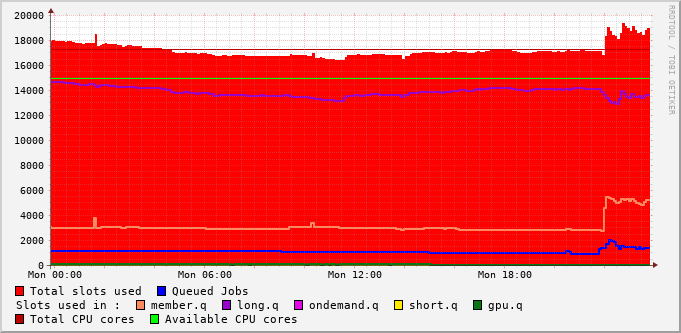 20000
18000
16000
14000
12000
10000
8000
6000
4000
2000
0
Mon 00:00 Mon 06:00 Mon 12:00 Mon 18:00
RRDTOOL / TOBI OETIKER
Total slots used Queued Jobs
Slots used in : member.q long.q ondemand.q short.q gpu.q
Total CPU cores Available CPU cores